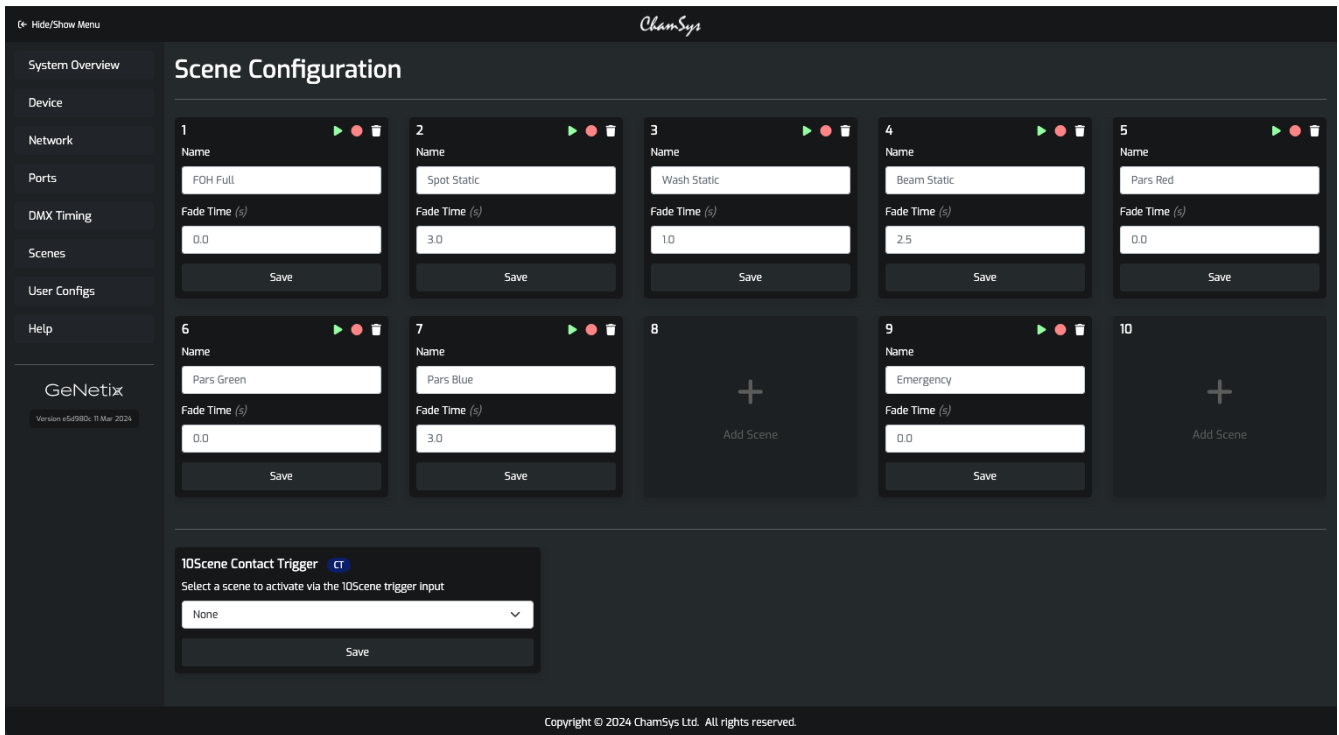 Hide/Show Menu
ChamSys
System Overview
Device
Network
Ports
DMX Timing
Scenes
User Configs
Help
GeNetix
Version e5d980c 11 Mar 2024
Scene Configuration
1
Name
FOH Full
Fade Time (s)
0.0
Save
2
Name
Spot Static
Fade Time (s)
3.0
Save
3
Name
Wash Static
Fade Time (s)
1.0
Save
4
Name
Beam Static
Fade Time (s)
2.5
Save
5
Name
Pars Red
Fade Time (s)
0.0
Save
6
Name
Pars Green
Fade Time (s)
0.0
Save
7
Name
Pars Blue
Fade Time (s)
3.0
Save
8
Add Scene
9
Name
Emergency
Fade Time (s)
0.0
Save
10
Add Scene
10Scene Contact Trigger CT
Select a scene to activate via the 10Scene trigger input
None
Save
Copyright © 2024 ChamSys Ltd. All rights reserved.